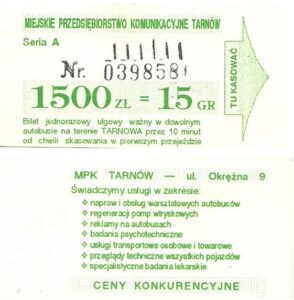 MIEJSKIE PRZEDSIĘBIORSTWO KOMUNIKACYJNE TARNÓW
Seria A
Nr. 039858
1500 ZŁ = 15 GR
Bilet jednorazowy ulgowy ważny w dowolnym
autobusie na terenie TARNOWA przez 10 minut
od chwili skasowania w pierwszym przejeździe
TU KASOWAĆ
MPK TARNÓW — ul. Okrężna 9
Świadczymy usługi w zakresie:
❖ napraw i obsług warsztatowych autobusów
❖ regeneracji pomp wtryskowych
❖ reklamy na autobusach
❖ badania psychotechniczne
❖ usługi transportowe osobowe i towarowe
❖ przeglądy techniczne wszystkich pojazdów
❖ specjalistyczne badania lekarskie
CENY KONKURENCYJNE